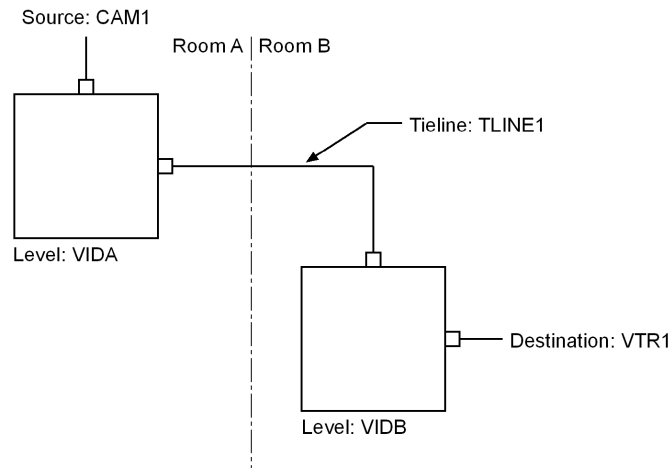 Source: CAM1
Room A
Room B
Tieline: TLINE1
Level: VIDA
Destination: VTR1
Level: VIDB